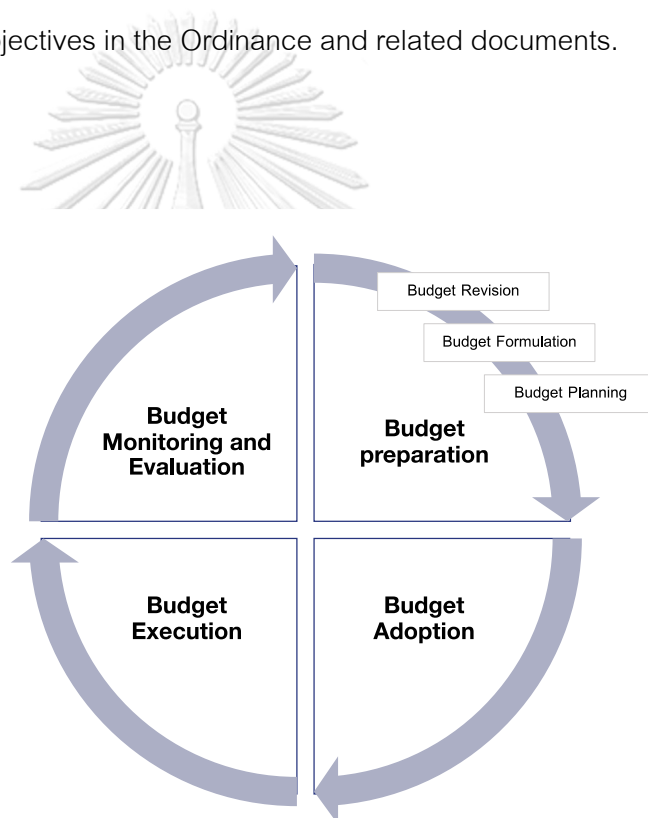 jectives in the Ordinance and related documents.
Budget Revision
Budget Formulation
Budget Planning
Budget
Monitoring and
Evaluation
Budget
preparation
Budget
Execution
Budget
Adoption